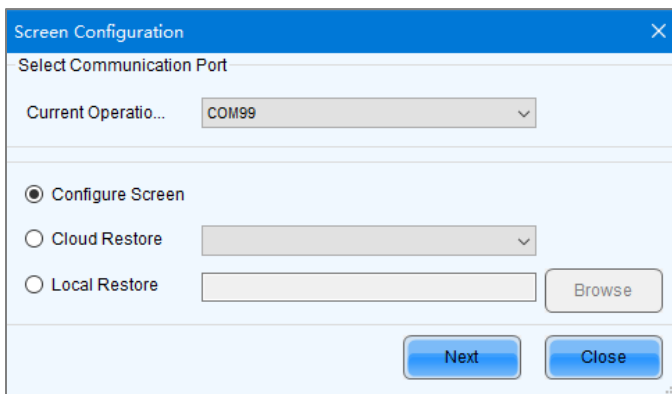 Screen Configuration
Select Communication Port
Current Operatio... COM99
Configure Screen
Cloud Restore
Local Restore Browse
Next Close